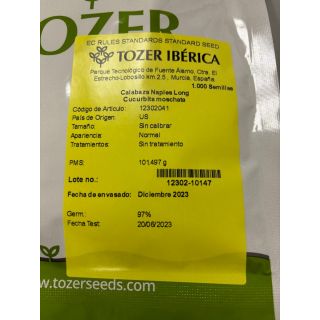 TOZER
EC RULES STANDARDS STANDARD SEED
TOZER IBÉRICA
Parque Tecnológico de Fuente Álamo, Ctra. El
Estrecho-Lobosillo km 2.5 , Murcia, España.
1.000 Semillas
Calabaza Naples Long
Cucurbita moschata
Código de Artículo: 12302041
País de Origen: US
Tamaño: Sin calibrar
Apariencia: Normal
Tratamientos: Sin tratamiento
PMS: 101.497 g
Lote no.: 12302-10147
Fecha de envasado: Diciembre 2023
Germ.: 97%
Fecha Test: 20/06/2023
www.tozerseeds.com